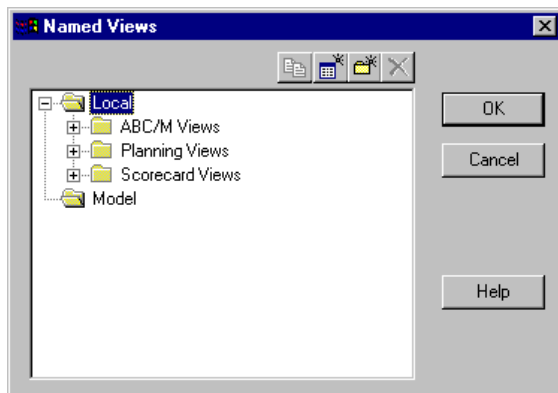 Named Views
Local
ABC/M Views
Planning Views
Scorecard Views
Model
OK
Cancel
Help